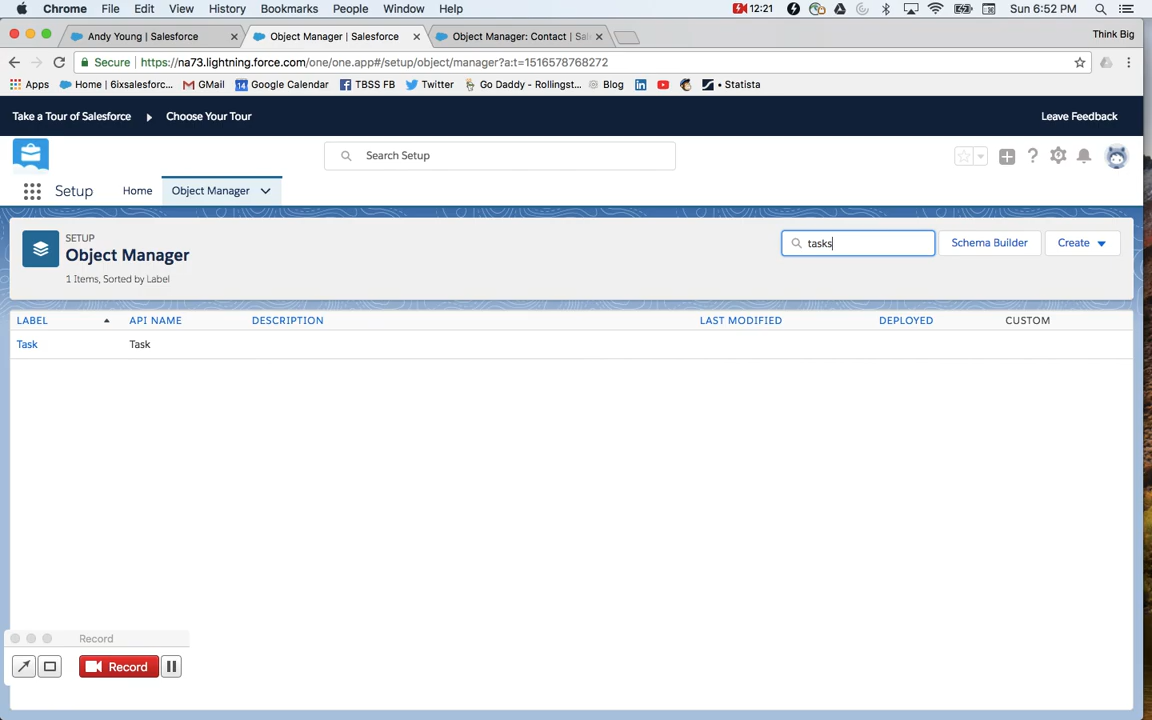 Chrome File Edit View History Bookmarks People Window Help 12:21 Sun 6:52 PM
Andy Young | Salesforce Object Manager | Salesforce Object Manager: Contact | Sal Think Big
Secure https://na73.lightning.force.com/one/one.app#/setup/object/manager?a:t=1516578768272
Apps Home | 6ixsalesforc... GMail 14 Google Calendar TBSS FB Twitter Go Daddy - Rollingst... Blog • Statista
Take a Tour of Salesforce Choose Your Tour Leave Feedback
Search Setup
Setup Home Object Manager
SETUP
Object Manager
1 Items, Sorted by Label
tasks Schema Builder Create
LABEL API NAME DESCRIPTION LAST MODIFIED DEPLOYED CUSTOM
Task Task
Record
Record